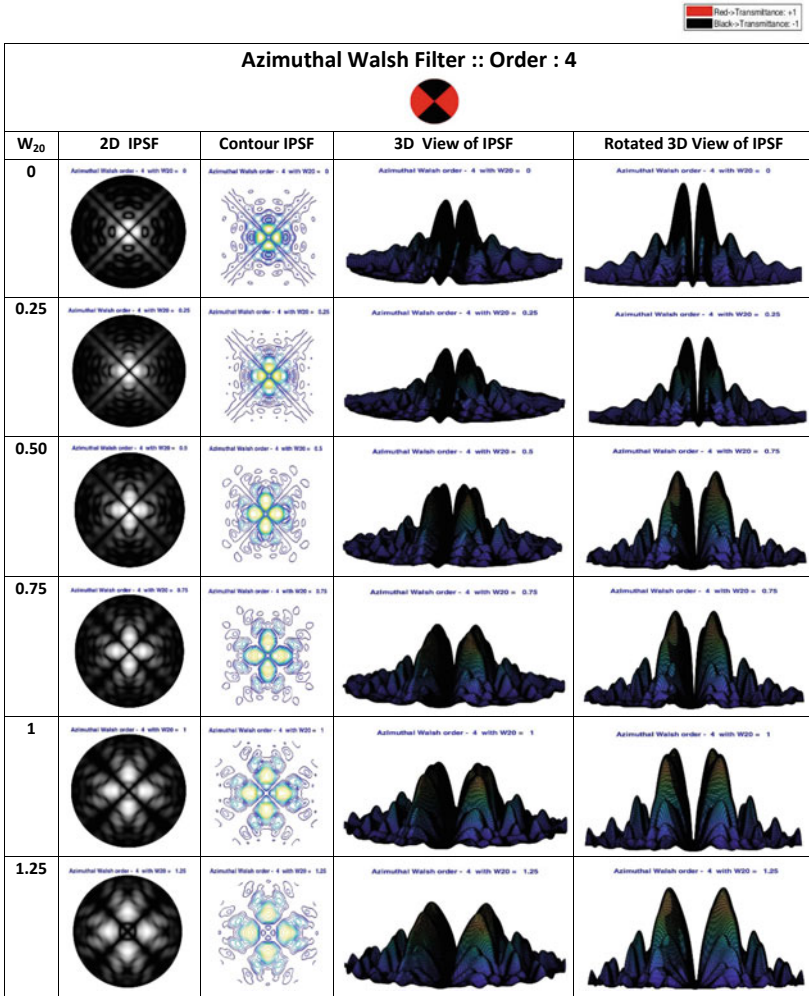 Red->Transmittance: +1
Black->Transmittance: -1
Azimuthal Walsh Filter :: Order : 4
W20 2D IPSF Contour IPSF 3D View of IPSF Rotated 3D View of IPSF
0
Azimuthal Walsh order - 4 with W20 = 0
Azimuthal Walsh order - 4 with W20 = 0
Azimuthal Walsh order - 4 with W20 = 0
Azimuthal Walsh order - 4 with W20 = 0
0.25
Azimuthal Walsh order - 4 with W20 = 0.25
Azimuthal Walsh order - 4 with W20 = 0.25
Azimuthal Walsh order - 4 with W20 = 0.25
Azimuthal Walsh order - 4 with W20 = 0.25
0.50
Azimuthal Walsh order - 4 with W20 = 0.5
Azimuthal Walsh order - 4 with W20 = 0.5
Azimuthal Walsh order - 4 with W20 = 0.5
Azimuthal Walsh order - 4 with W20 = 0.75
0.75
Azimuthal Walsh order - 4 with W20 = 0.75
Azimuthal Walsh order - 4 with W20 = 0.75
Azimuthal Walsh order - 4 with W20 = 0.75
Azimuthal Walsh order - 4 with W20 = 0.75
1
Azimuthal Walsh order - 4 with W20 = 1
Azimuthal Walsh order - 4 with W20 = 1
Azimuthal Walsh order - 4 with W20 = 1
Azimuthal Walsh order - 4 with W20 = 1
1.25
Azimuthal Walsh order - 4 with W20 = 1.25
Azimuthal Walsh order - 4 with W20 = 1.25
Azimuthal Walsh order - 4 with W20 = 1.25
Azimuthal Walsh order - 4 with W20 = 1.25